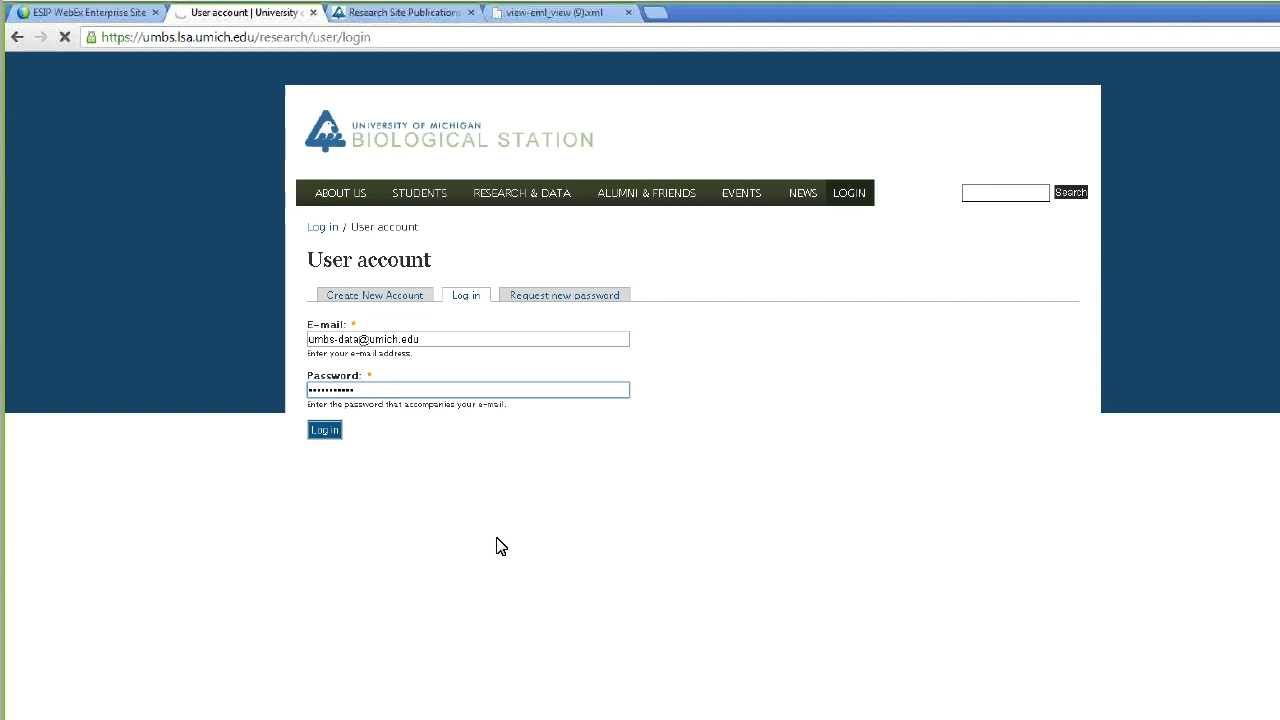 ESIP WebEx Enterprise Site
User account | University
Research Site Publications
view-eml_view (9).xml
https://umbs.lsa.umich.edu/research/user/login
UNIVERSITY OF MICHIGAN
BIOLOGICAL STATION
ABOUT US STUDENTS RESEARCH & DATA ALUMNI & FRIENDS EVENTS NEWS LOGIN Search
Log in / User account
User account
Create New Account Log in Request new password
E-mail: *
umbs-data@umich.edu
Enter your e-mail address.
Password: *
•••••••••••
Enter the password that accompanies your e-mail.
Log in